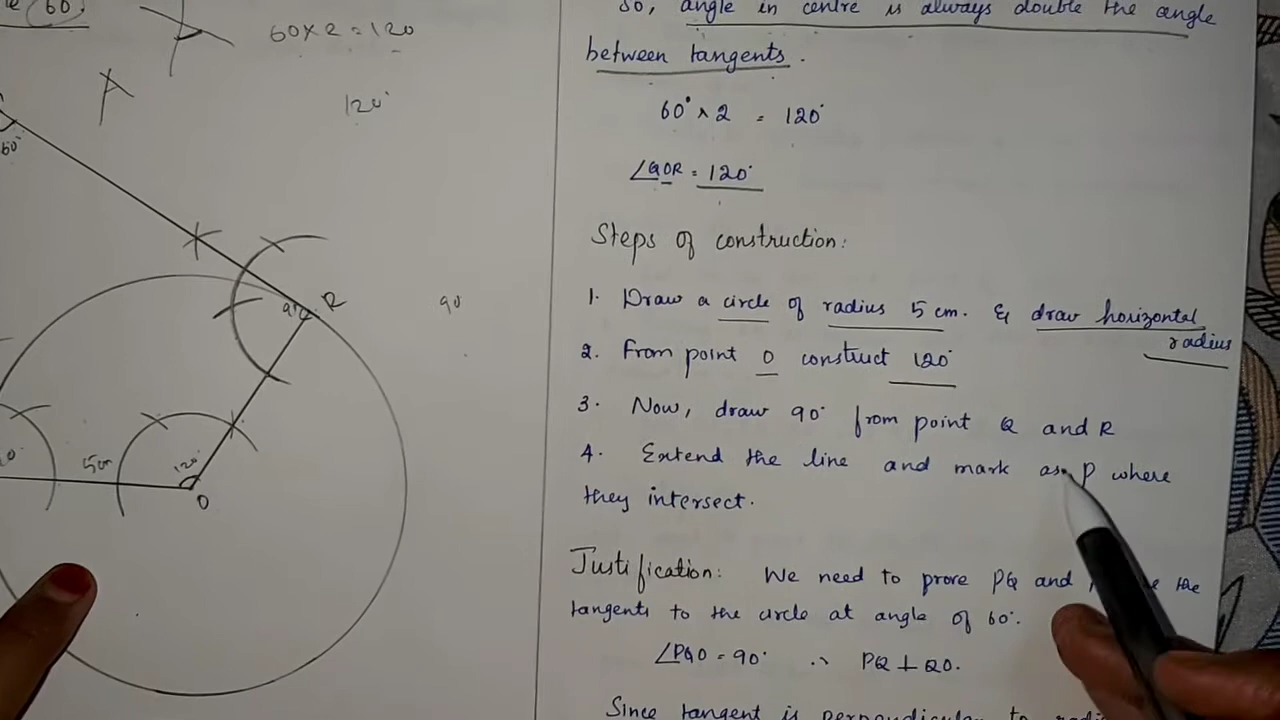 60
60 × 2 = 120
120°
So, angle in centre is always double the angle
between tangents.
60° × 2 = 120°
∠QOR = 120°
Steps of construction:
1. Draw a circle of radius 5 cm. & draw horizontal
radius
2. From point O construct 120°
3. Now, draw 90° from point Q and R
4. Extend the line and mark as P where
they intersect.
Justification: We need to prove PQ and the
tangents to the circle at angle of 60°.
∠PQO = 90° ∴ PQ ⊥ QO.
Since tangent is perpendicular to
60°
R
90
90
5cm
120°
O